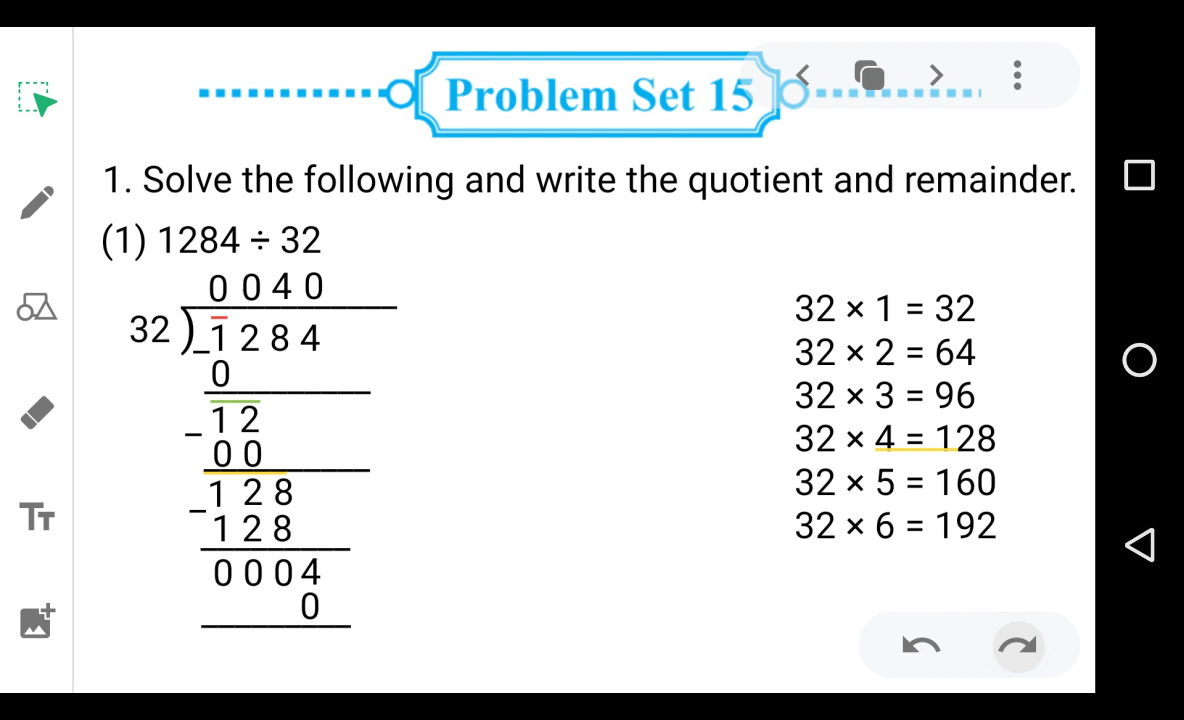 Problem Set 15
1. Solve the following and write the quotient and remainder.
(1) 1284 ÷ 32
0 0 4 0
32 ) _1 2 8 4
0
- 1 2
0 0
- 1 2 8
1 2 8
0 0 0 4
0
32 × 1 = 32
32 × 2 = 64
32 × 3 = 96
32 × 4 = 128
32 × 5 = 160
32 × 6 = 192
TT